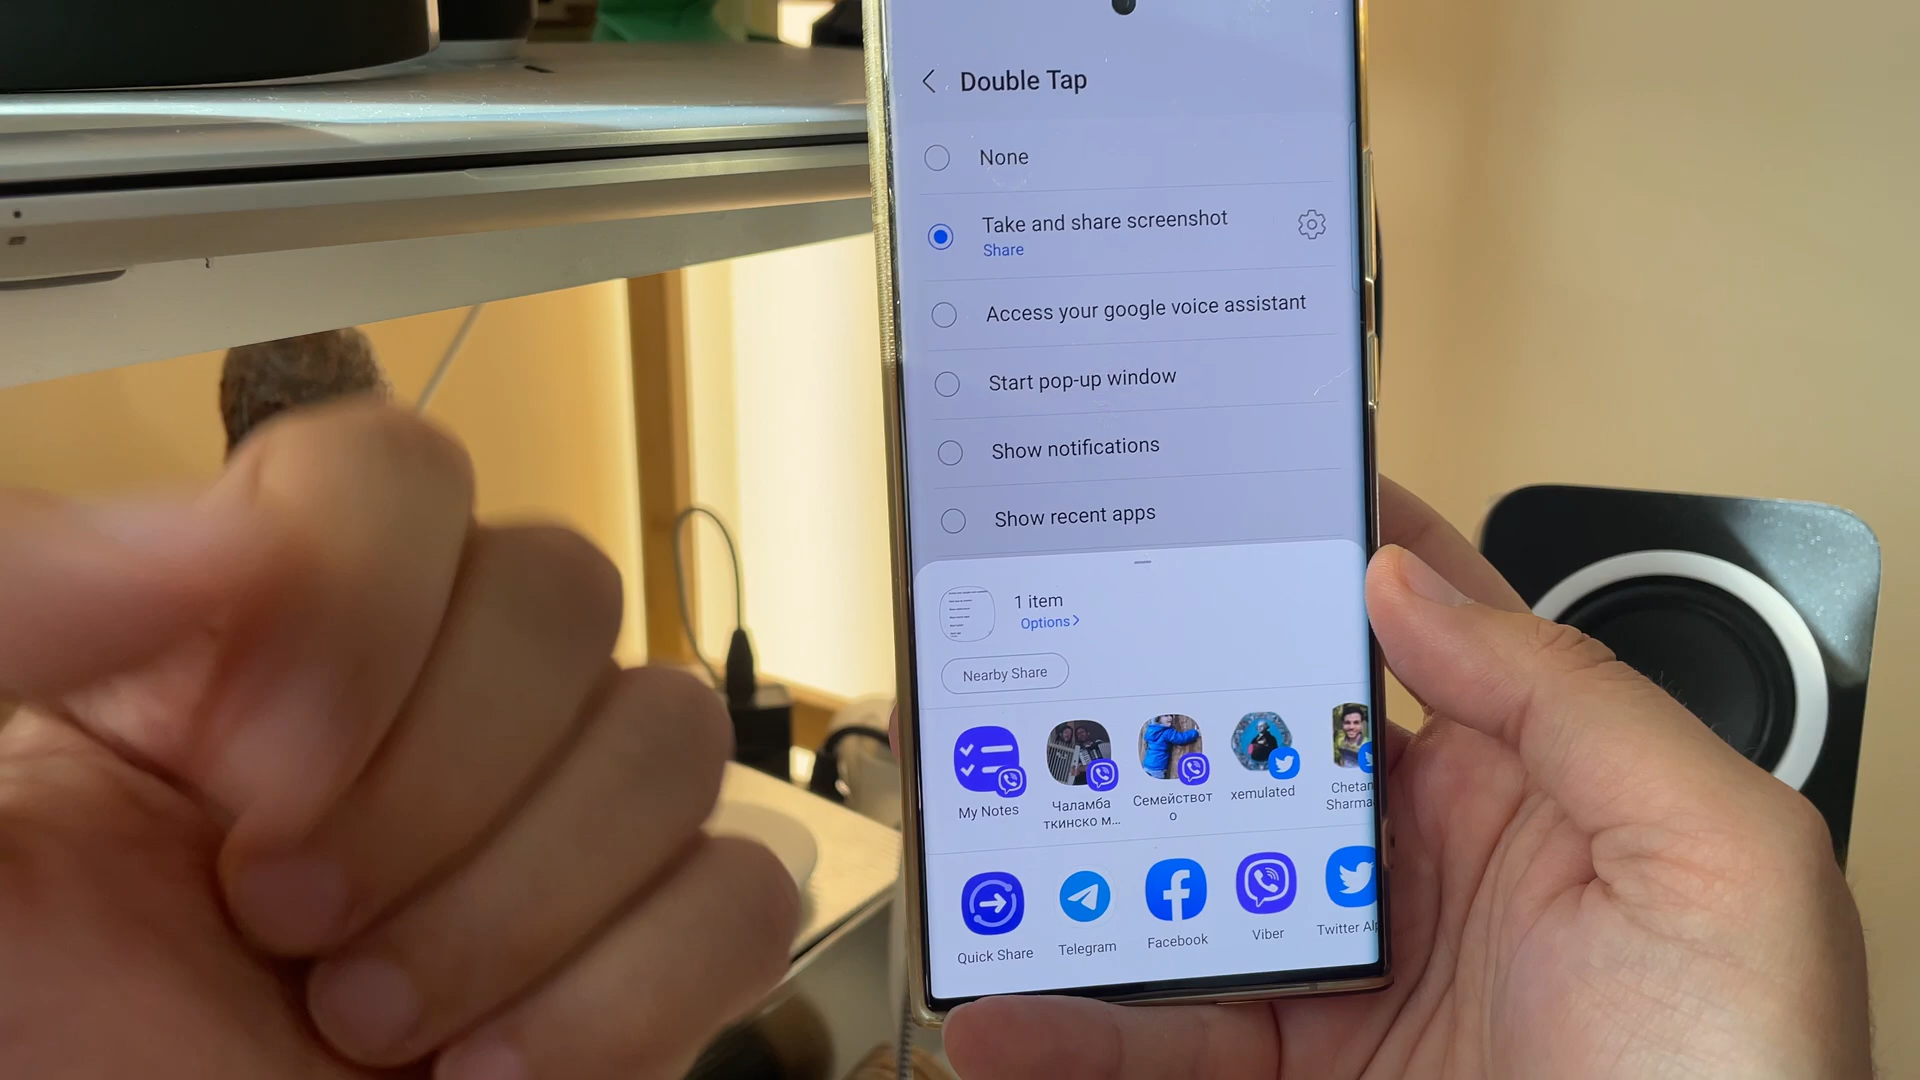 Double Tap
None
Take and share screenshot
Share
Access your google voice assistant
Start pop-up window
Show notifications
Show recent apps
1 item
Options
Nearby Share
My Notes
Чаламба
ткинско м...
Семействот
о
xemulated
Chetan
Sharma
Quick Share
Telegram
Facebook
Viber
Twitter Al